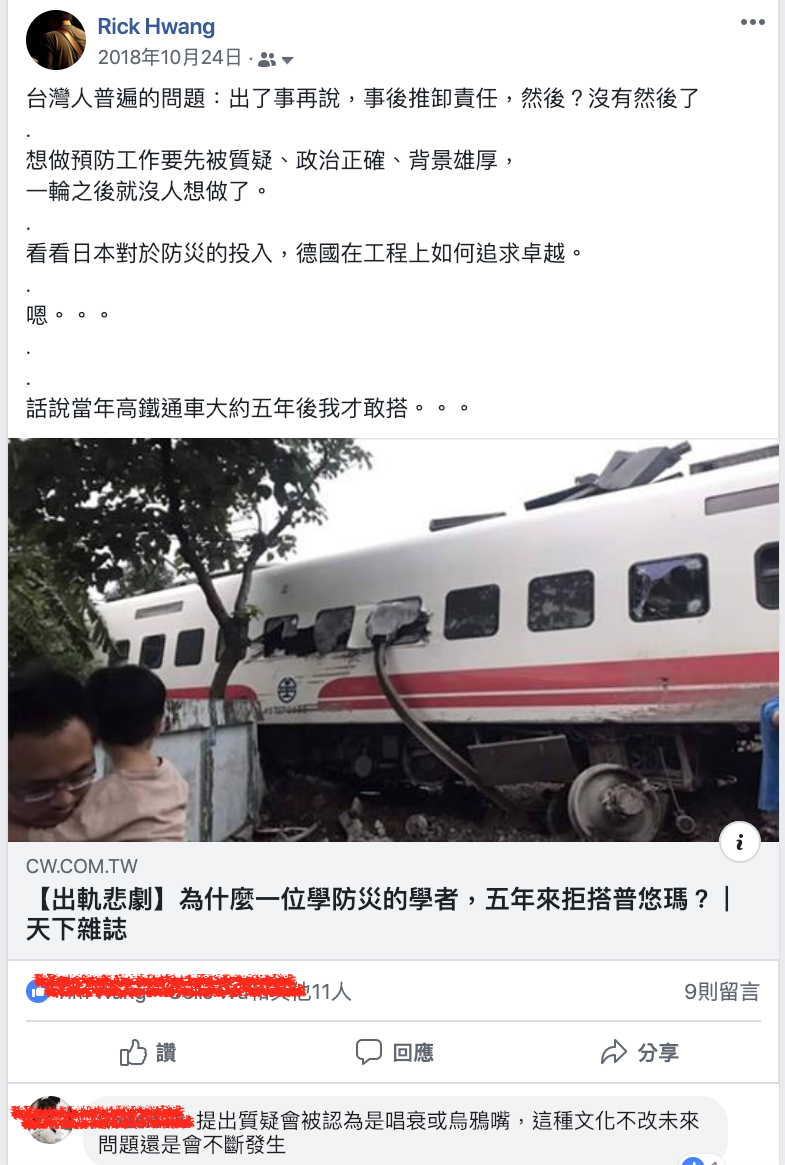 Rick Hwang
2018年10月24日 ·
台灣人普遍的問題：出了事再說，事後推卸責任，然後？沒有然後了
.
想做預防工作要先被質疑、政治正確、背景雄厚，
一輪之後就沒人想做了。
.
看看日本對於防災的投入，德國在工程上如何追求卓越。
.
嗯。。。
.
.
話說當年高鐵通車大約五年後我才敢搭。。。
CW.COM.TW
【出軌悲劇】為什麼一位學防災的學者，五年來拒搭普悠瑪？｜
天下雜誌
他11人
9則留言
讚
回應
分享
提出質疑會被認為是唱衰或烏鴉嘴，這種文化不改未來
問題還是會不斷發生